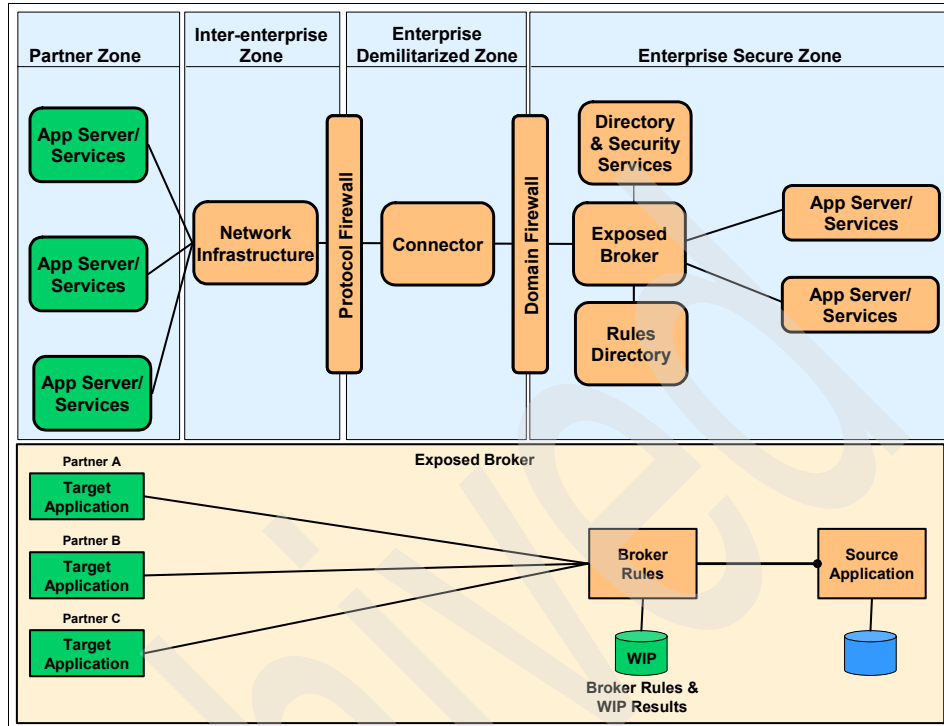 Partner Zone
Inter-enterprise
Zone
Enterprise
Demilitarized Zone
Enterprise Secure Zone
App Server/
Services
App Server/
Services
App Server/
Services
Network
Infrastructure
Protocol Firewall
Connector
Domain Firewall
Directory
& Security
Services
Exposed
Broker
Rules
Directory
App Server/
Services
App Server/
Services
Exposed Broker
Partner A
Target
Application
Partner B
Target
Application
Partner C
Target
Application
Broker
Rules
Source
Application
WIP
Broker Rules &
WIP Results